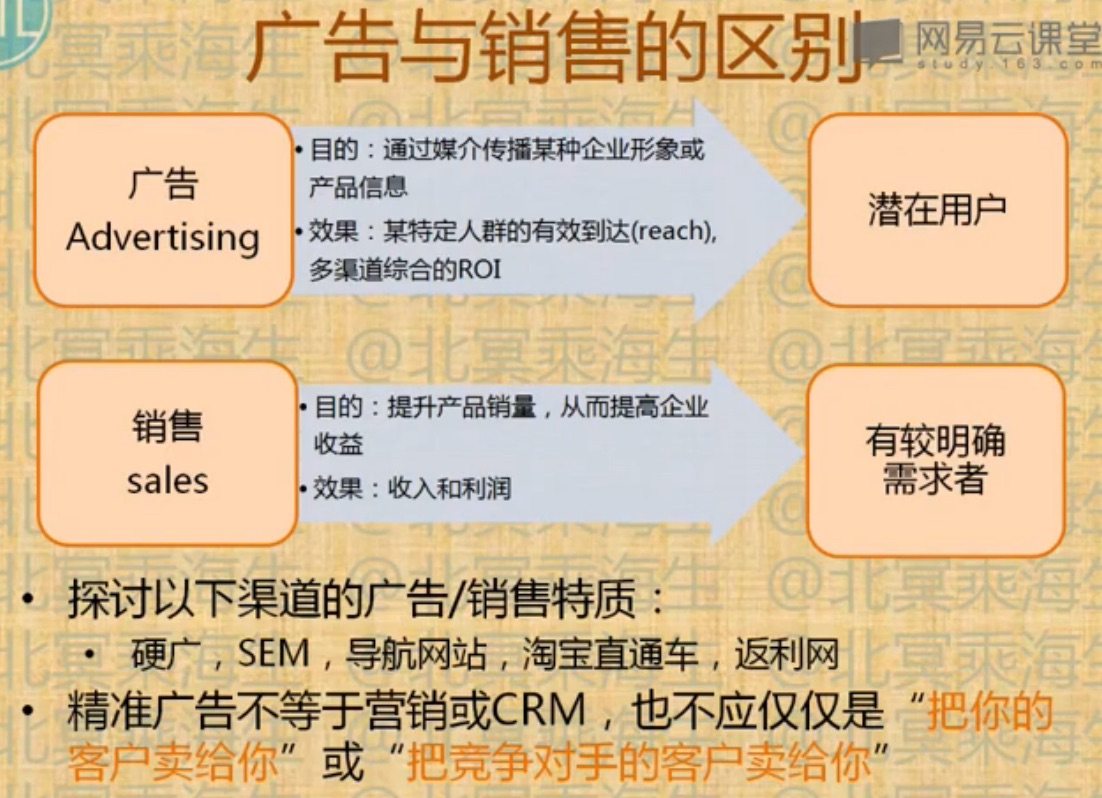 广告与销售的区别
网易云课堂
study.163.com
广告
Advertising
• 目的：通过媒介传播某种企业形象或
产品信息
• 效果：某特定人群的有效到达(reach),
多渠道综合的ROI
潜在用户
销售
sales
• 目的：提升产品销量，从而提高企业
收益
• 效果：收入和利润
有较明确
需求者
• 探讨以下渠道的广告/销售特质：
• 硬广，SEM，导航网站，淘宝直通车，返利网
• 精准广告不等于营销或CRM，也不应仅仅是“把你的
客户卖给你”或“把竞争对手的客户卖给你”
@北冥乘海生